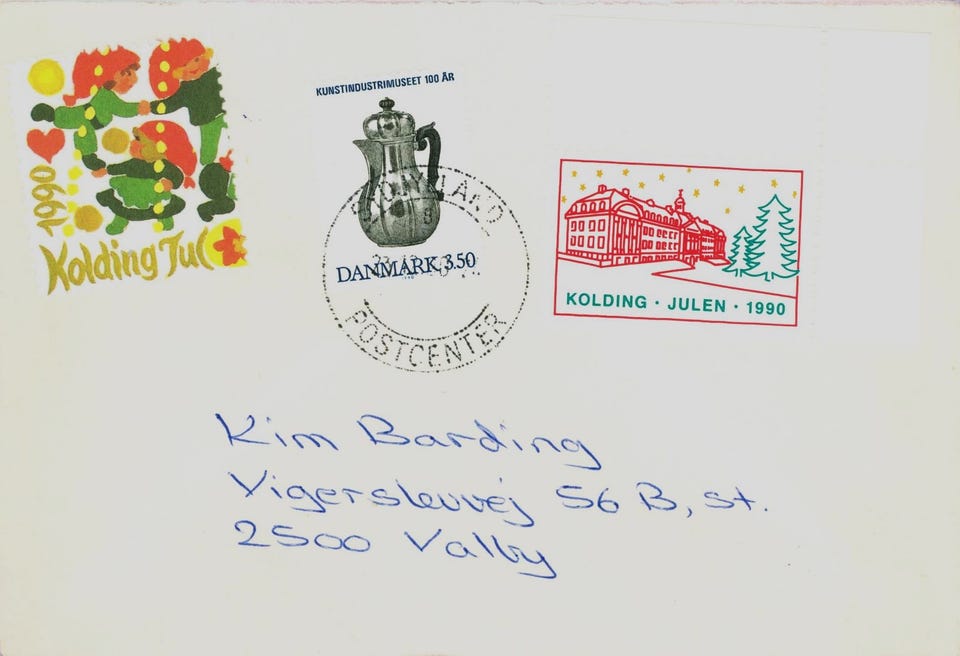 1990
Kolding Jul
KUNSTINDUSTRIMUSEET 100 ÅR
DANMARK 3.50
POSTCENTER
KOLDING · JULEN · 1990
Kim Barding
Vigerslevvej 56 B, st.
2500 Valby